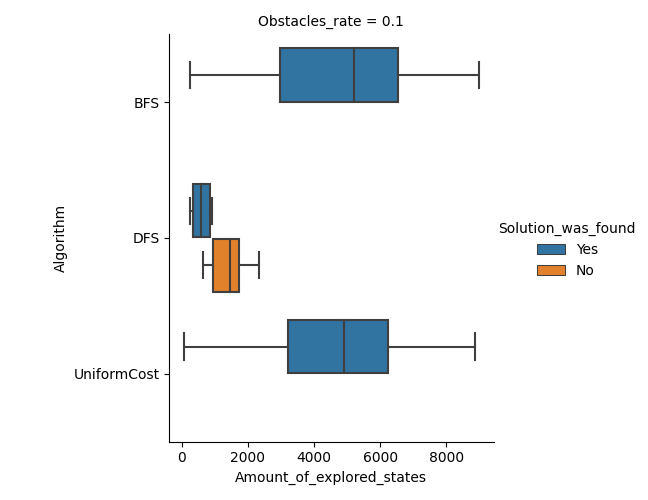 Obstacles_rate = 0.1
BFS
DFS
UniformCost
Algorithm
0 2000 4000 6000 8000
Amount_of_explored_states
Solution_was_found
Yes
No